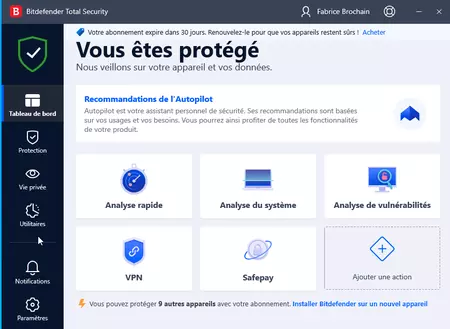 B Bitdefender Total Security
Fabrice Brochain
Votre abonnement expire dans 30 jours. Renouvelez-le pour que vos appareils restent sûrs ! Acheter
Vous êtes protégé
Nous veillons sur votre appareil et vos données.
Recommandations de l'Autopilot
Autopilot est votre assistant personnel de sécurité. Ses recommandations sont basées
sur vos usages et vos besoins. Vous pourrez ainsi profiter de toutes les fonctionnalités
de votre produit.
Tableau de bord
Protection
Vie privée
Utilitaires
Notifications
Paramètres
Analyse rapide
Analyse du système
Analyse de vulnérabilités
VPN
Safepay
Ajouter une action
Vous pouvez protéger 9 autres appareils avec votre abonnement. Installer Bitdefender sur un nouvel appareil